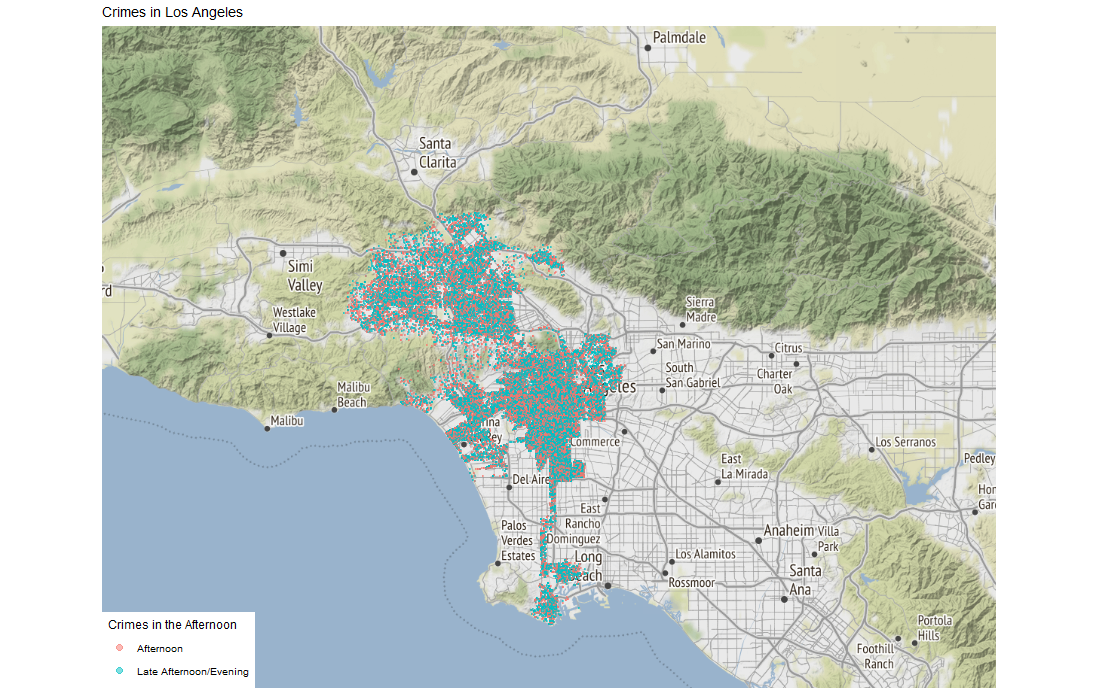 Crimes in Los Angeles
Palmdale
Santa
Clarita
Simi
Valley
rd
Westlake
Village
Sierra
Madre
San Marino
Citrus
Charter
Oak
South
San Gabriel
Malibu
Beach
Malibu
Commerce
Los Serranos
East
La Mirada
Pedley
Del Aire
East
Rancho
Dominguez
Palos
Verdes
Estates
Long
Beach
Anaheim
Villa
Park
Los Alamitos
Rossmoor
Santa
Ana
Portola
Hills
Foothill
Ranch
Crimes in the Afternoon
Afternoon
Late Afternoon/Evening